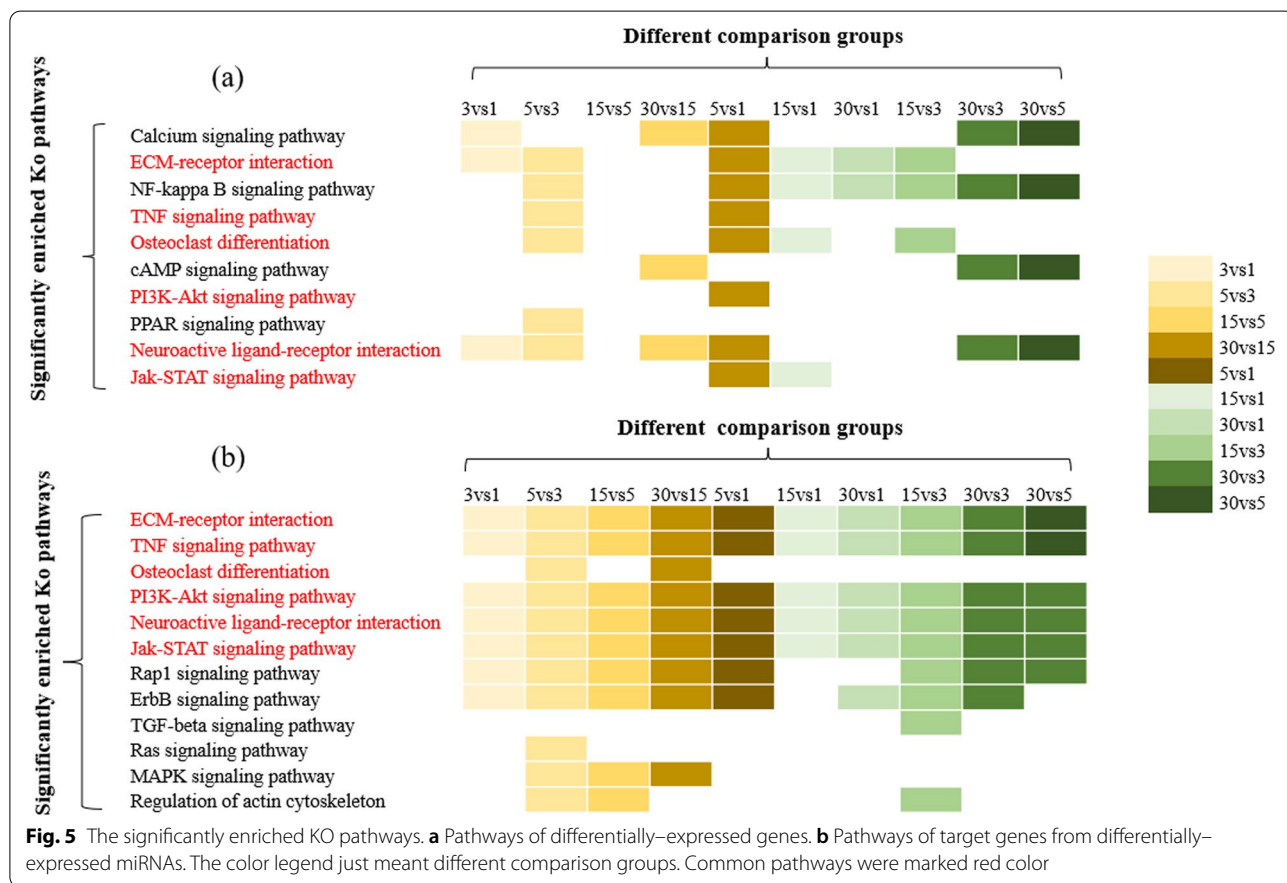 Different comparison groups
(a)
3vs1 5vs3 15vs5 30vs15 5vs1 15vs1 30vs1 15vs3 30vs3 30vs5
Significantly enriched Ko pathways
Calcium signaling pathway
ECM-receptor interaction
NF-kappa B signaling pathway
TNF signaling pathway
Osteoclast differentiation
cAMP signaling pathway
PI3K-Akt signaling pathway
PPAR signaling pathway
Neuroactive ligand-receptor interaction
Jak-STAT signaling pathway
3vs1
5vs3
15vs5
30vs15
5vs1
15vs1
30vs1
15vs3
30vs3
30vs5
Different comparison groups
(b)
3vs1 5vs3 15vs5 30vs15 5vs1 15vs1 30vs1 15vs3 30vs3 30vs5
Significantly enriched Ko pathways
ECM-receptor interaction
TNF signaling pathway
Osteoclast differentiation
PI3K-Akt signaling pathway
Neuroactive ligand-receptor interaction
Jak-STAT signaling pathway
Rap1 signaling pathway
ErbB signaling pathway
TGF-beta signaling pathway
Ras signaling pathway
MAPK signaling pathway
Regulation of actin cytoskeleton
Fig. 5 The significantly enriched KO pathways. a Pathways of differentially–expressed genes. b Pathways of target genes from differentially–
expressed miRNAs. The color legend just meant different comparison groups. Common pathways were marked red color